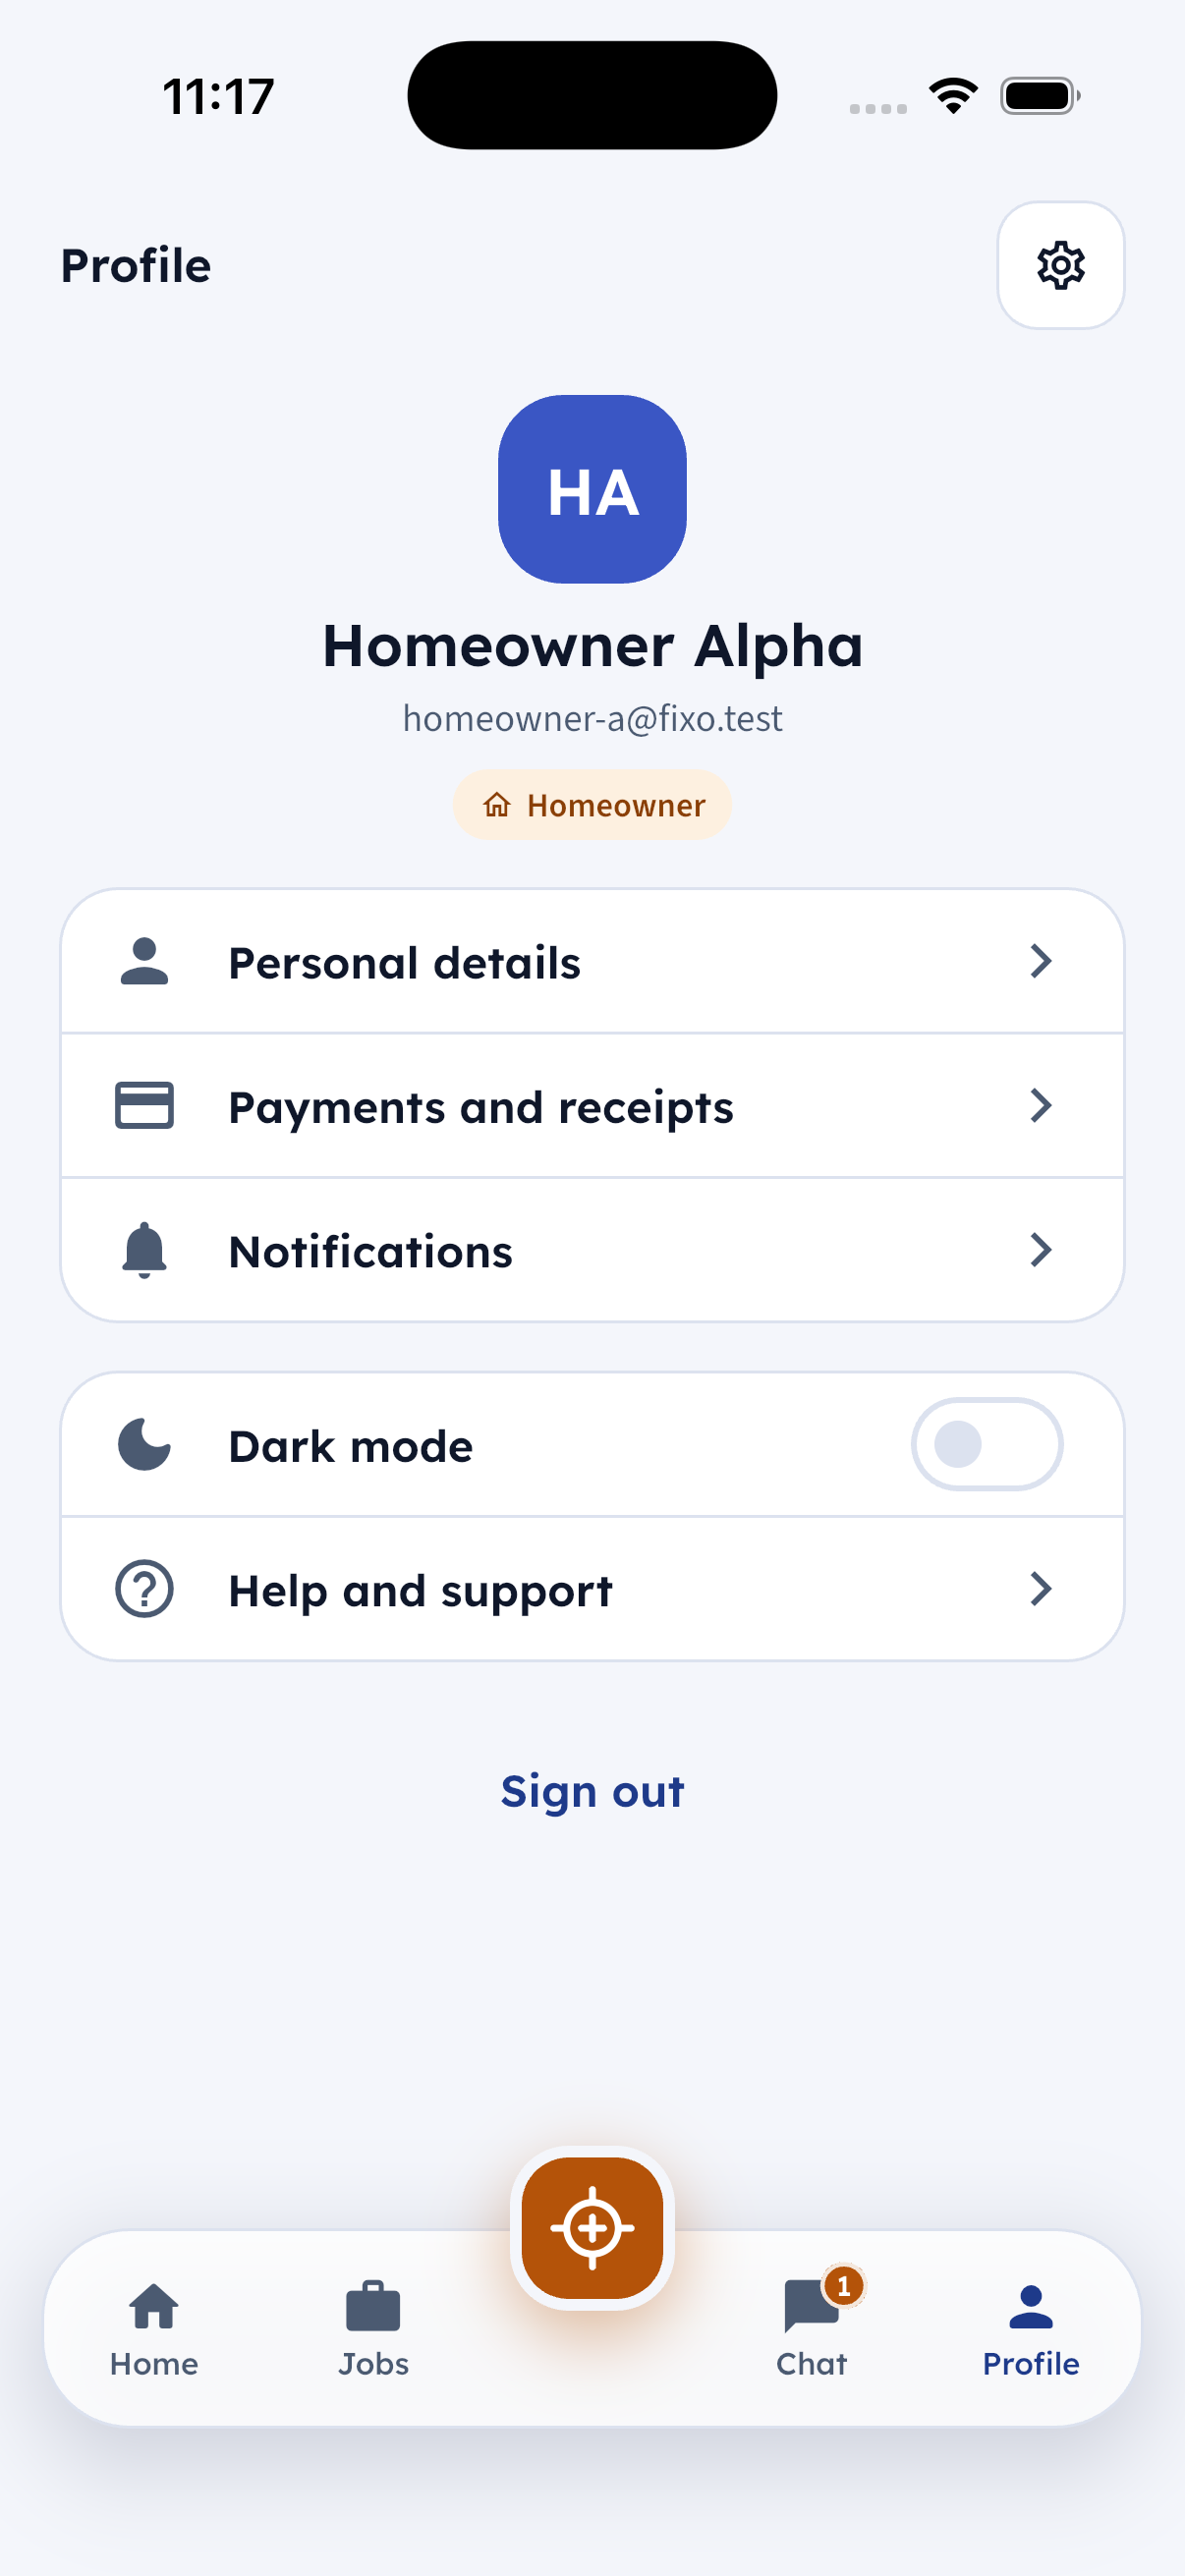 11:17
Profile
HA
Homeowner Alpha
homeowner-a@fixo.test
Homeowner
Personal details
Payments and receipts
Notifications
Dark mode
Help and support
Sign out
1
Home
Jobs
Chat
Profile